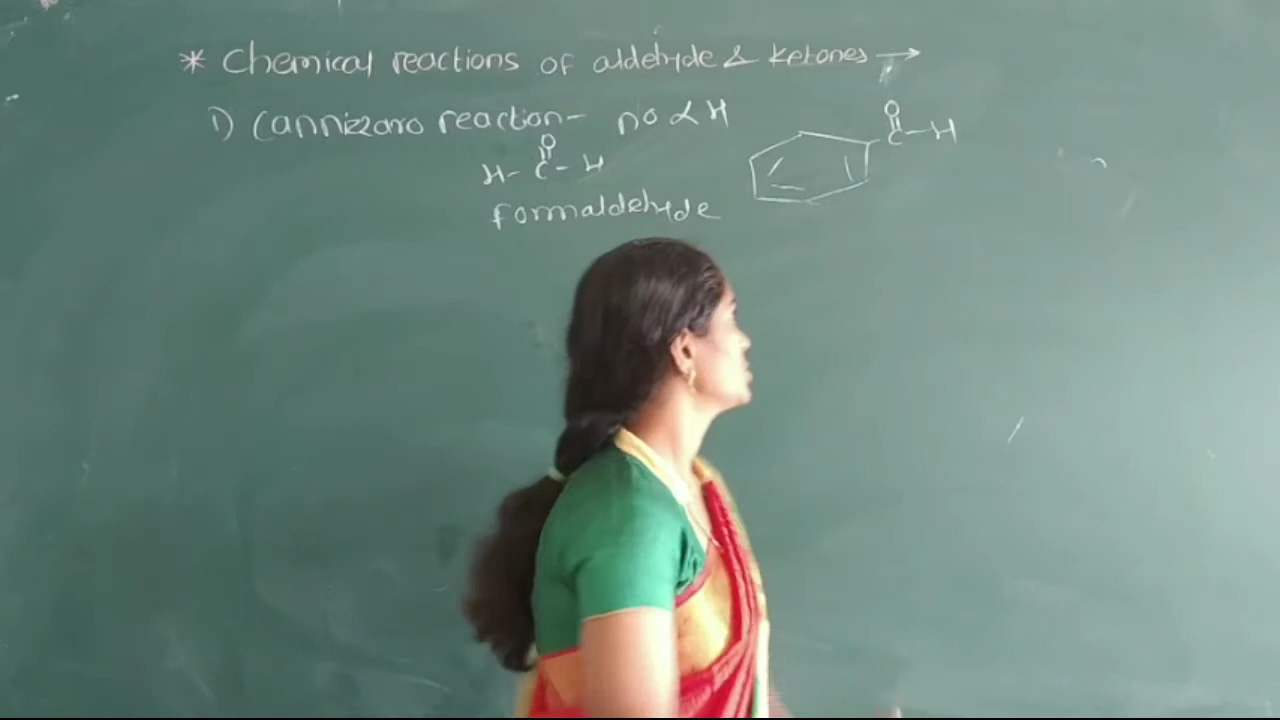 * Chemical reactions of aldehyde & ketones →
1) Cannizzaro reaction - no α H
O
H - C - H
formaldehyde
O
C - H